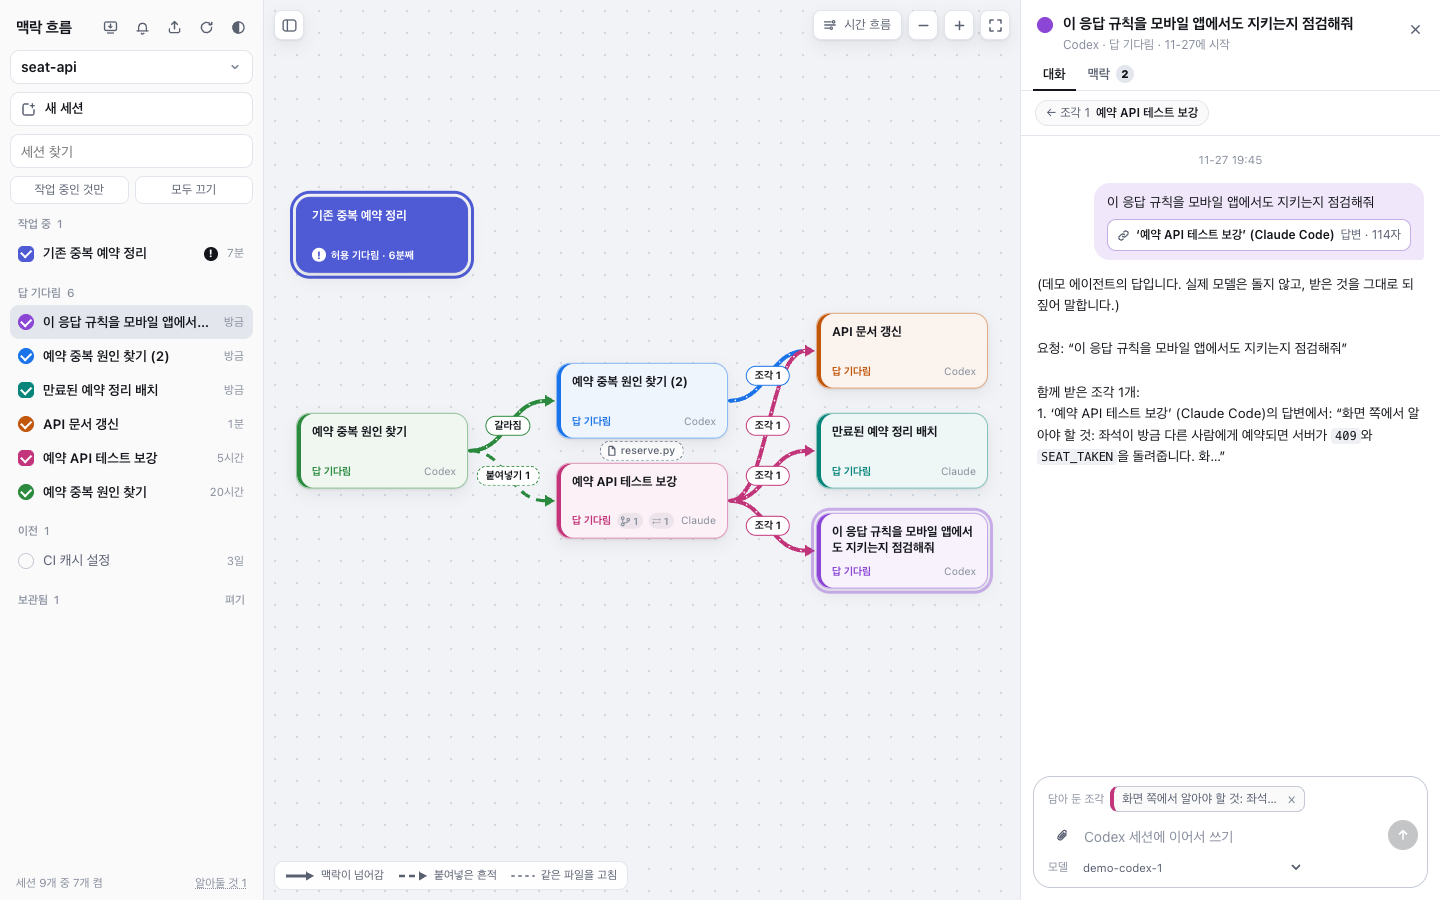 맥락 흐름
seat-api
새 세션
세션 찾기
작업 중인 것만
모두 끄기
작업 중 1
기존 중복 예약 정리
7분
답 기다림 6
이 응답 규칙을 모바일 앱에서...
방금
예약 중복 원인 찾기 (2)
방금
만료된 예약 정리 배치
방금
API 문서 갱신
1분
예약 API 테스트 보강
5시간
예약 중복 원인 찾기
20시간
이전 1
CI 캐시 설정
3일
보관됨 1
펴기
세션 9개 중 7개 켬
알아둘 것 1
시간 흐름
기존 중복 예약 정리
! 허용 기다림 · 6분째
예약 중복 원인 찾기
답 기다림
Codex
갈라짐
붙여넣기 1
예약 중복 원인 찾기 (2)
답 기다림
Codex
reserve.py
예약 API 테스트 보강
답 기다림
1
1
Claude
조각 1
조각 1
조각 1
조각 1
API 문서 갱신
답 기다림
Codex
만료된 예약 정리 배치
답 기다림
Claude
이 응답 규칙을 모바일 앱에서
도 지키는지 점검해줘
답 기다림
Codex
맥락이 넘어감
붙여넣은 흔적
같은 파일을 고침
이 응답 규칙을 모바일 앱에서도 지키는지 점검해줘
Codex · 답 기다림 · 11-27에 시작
대화
맥락 2
← 조각 1 예약 API 테스트 보강
11-27 19:45
이 응답 규칙을 모바일 앱에서도 지키는지 점검해줘
‘예약 API 테스트 보강’ (Claude Code) 답변 · 114자
(데모 에이전트의 답입니다. 실제 모델은 돌지 않고, 받은 것을 그대로 되
짚어 말합니다.)
요청: “이 응답 규칙을 모바일 앱에서도 지키는지 점검해줘”
함께 받은 조각 1개:
1. ‘예약 API 테스트 보강’ (Claude Code)의 답변에서: “화면 쪽에서 알
아야 할 것: 좌석이 방금 다른 사람에게 예약되면 서버가 409 와
SEAT_TAKEN 을 돌려줍니다. 화…”
담아 둔 조각
화면 쪽에서 알아야 할 것: 좌석...
Codex 세션에 이어서 쓰기
모델
demo-codex-1